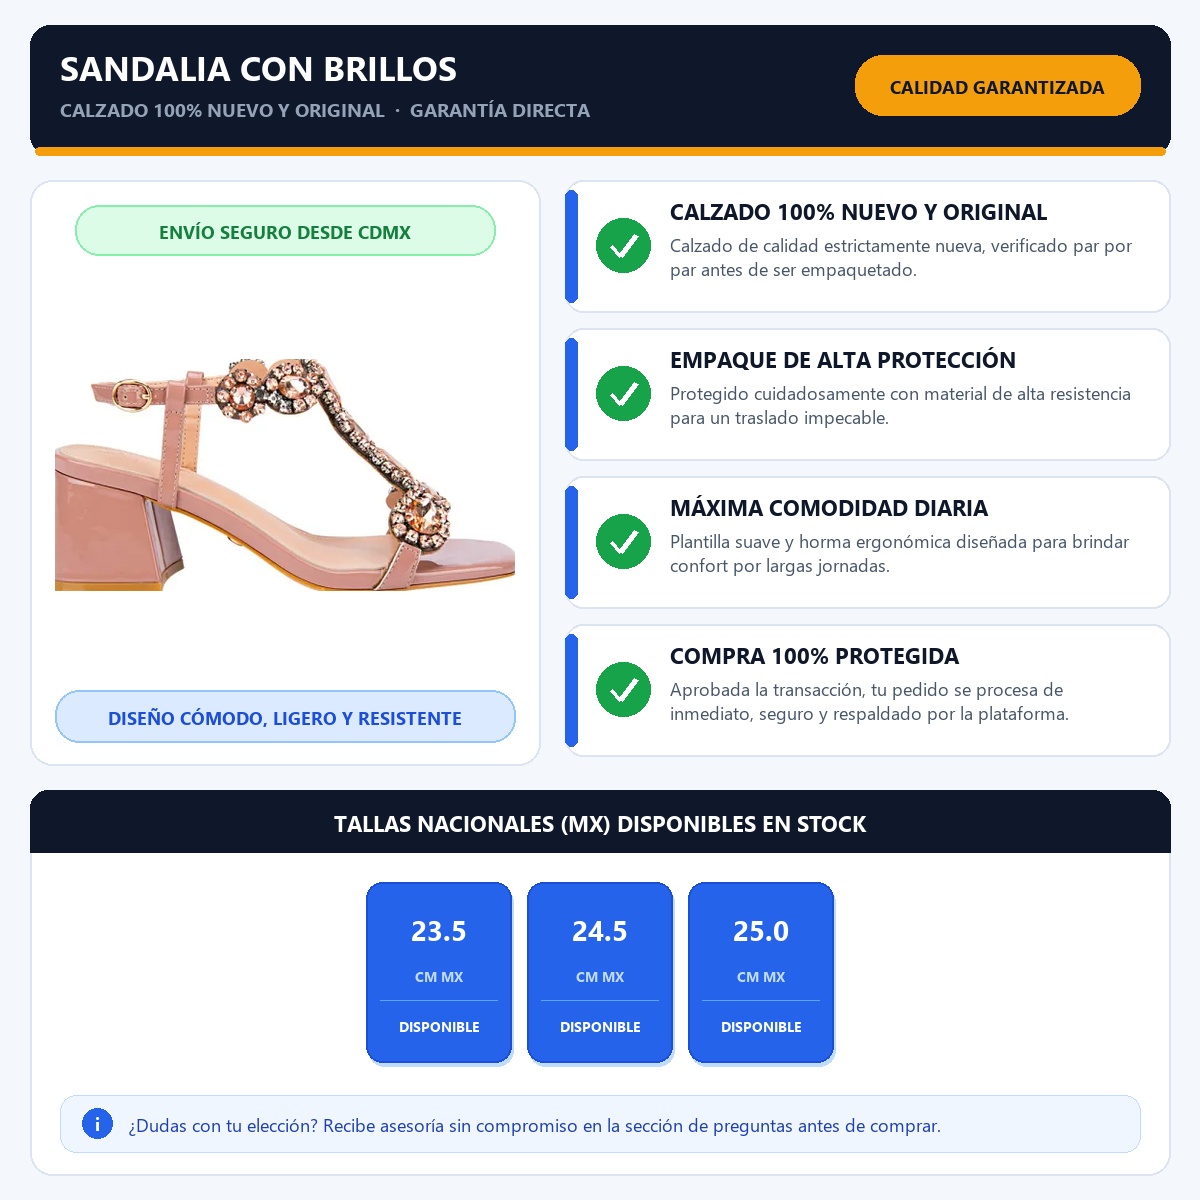 SANDALIA CON BRILLOS
CALZADO 100% NUEVO Y ORIGINAL · GARANTÍA DIRECTA
CALIDAD GARANTIZADA
ENVÍO SEGURO DESDE CDMX
DISEÑO CÓMODO, LIGERO Y RESISTENTE
CALZADO 100% NUEVO Y ORIGINAL
Calzado de calidad estrictamente nueva, verificado par por
par antes de ser empaquetado.
EMPAQUE DE ALTA PROTECCIÓN
Protegido cuidadosamente con material de alta resistencia
para un traslado impecable.
MÁXIMA COMODIDAD DIARIA
Plantilla suave y horma ergonómica diseñada para brindar
confort por largas jornadas.
COMPRA 100% PROTEGIDA
Aprobada la transacción, tu pedido se procesa de
inmediato, seguro y respaldado por la plataforma.
TALLAS NACIONALES (MX) DISPONIBLES EN STOCK
23.5
CM MX
DISPONIBLE
24.5
CM MX
DISPONIBLE
25.0
CM MX
DISPONIBLE
¿Dudas con tu elección? Recibe asesoría sin compromiso en la sección de preguntas antes de comprar.